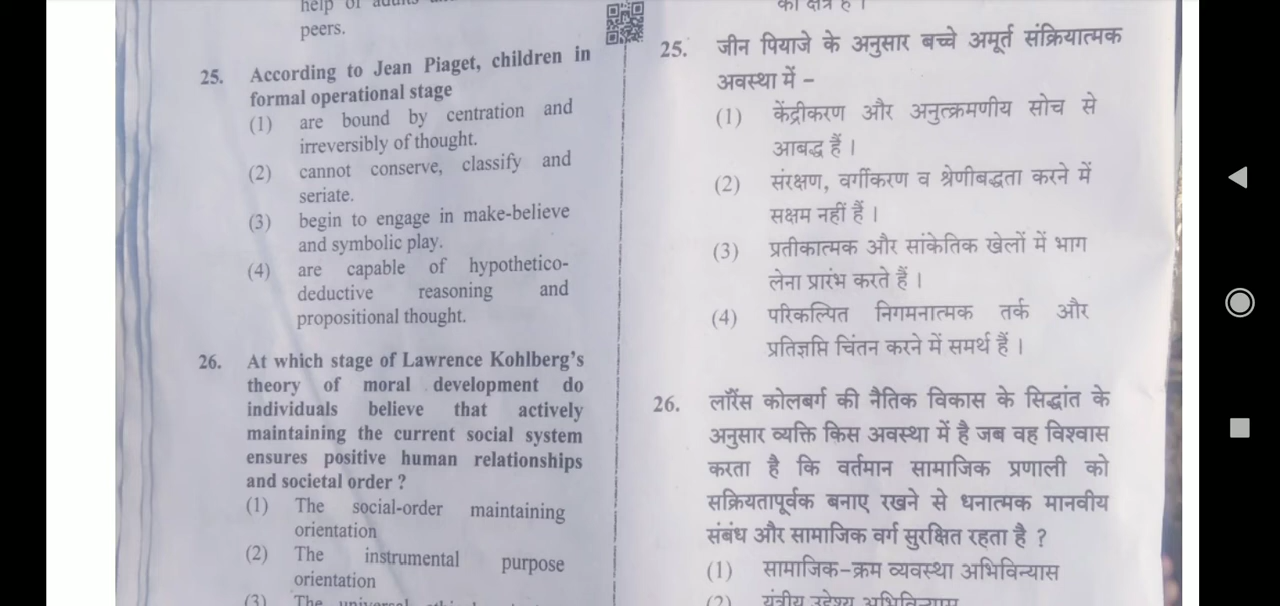 help of adults
peers.
25. According to Jean Piaget, children in
formal operational stage
(1) are bound by centration and
irreversibly of thought.
(2) cannot conserve, classify and
seriate.
(3) begin to engage in make-believe
and symbolic play.
(4) are capable of hypothetico-
deductive reasoning and
propositional thought.
26. At which stage of Lawrence Kohlberg's
theory of moral development do
individuals believe that actively
maintaining the current social system
ensures positive human relationships
and societal order ?
(1) The social-order maintaining
orientation
(2) The instrumental purpose
orientation
(3) The
का क्षेत्र है ।
25. जीन पियाजे के अनुसार बच्चे अमूर्त संक्रियात्मक
अवस्था में –
(1) केंद्रीकरण और अनुत्क्रमणीय सोच से
आबद्ध हैं ।
(2) संरक्षण, वर्गीकरण व श्रेणीबद्धता करने में
सक्षम नहीं हैं ।
(3) प्रतीकात्मक और सांकेतिक खेलों में भाग
लेना प्रारंभ करते हैं ।
(4) परिकल्पित निगमनात्मक तर्क और
प्रतिज्ञप्ति चिंतन करने में समर्थ हैं ।
26. लॉरेंस कोलबर्ग की नैतिक विकास के सिद्धांत के
अनुसार व्यक्ति किस अवस्था में है जब वह विश्वास
करता है कि वर्तमान सामाजिक प्रणाली को
सक्रियतापूर्वक बनाए रखने से धनात्मक मानवीय
संबंध और सामाजिक वर्ग सुरक्षित रहता है ?
(1) सामाजिक-क्रम व्यवस्था अभिविन्यास
(2) यंत्रीय उद्देश्य अभिविन्यास